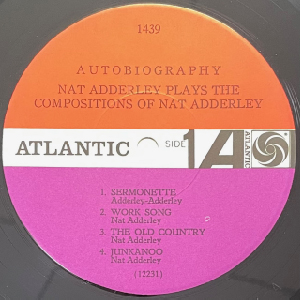 1439
AUTOBIOGRAPHY
NAT ADDERLEY PLAYS THE
COMPOSITIONS OF NAT ADDERLEY
ATLANTIC SIDE 1 A ATLANTIC
1. SERMONETTE
Adderley-Adderley
2. WORK SONG
Nat Adderley
3. THE OLD COUNTRY
Nat Adderley
4. JUNKANOO
Nat Adderley
(11231)